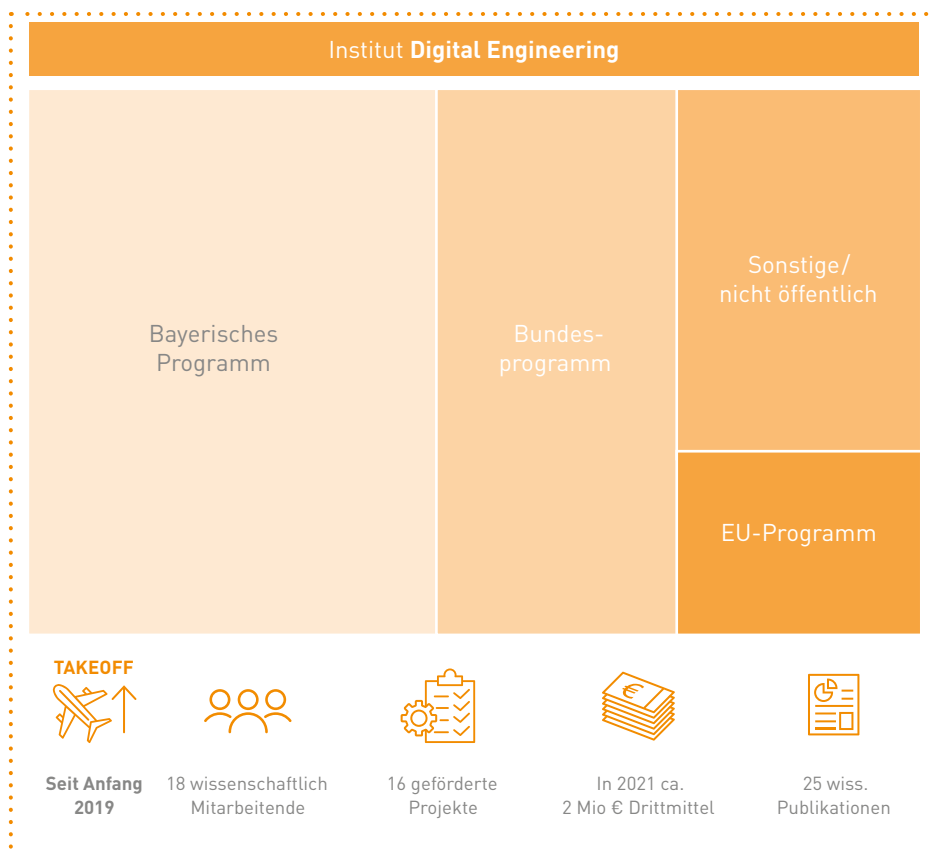 Institut Digital Engineering
Bayerisches
Programm
Bundes-
programm
Sonstige/
nicht öffentlich
EU-Programm
TAKEOFF
€
Seit Anfang
2019
18 wissenschaftlich
Mitarbeitende
16 geförderte
Projekte
In 2021 ca.
2 Mio € Drittmittel
25 wiss.
Publikationen